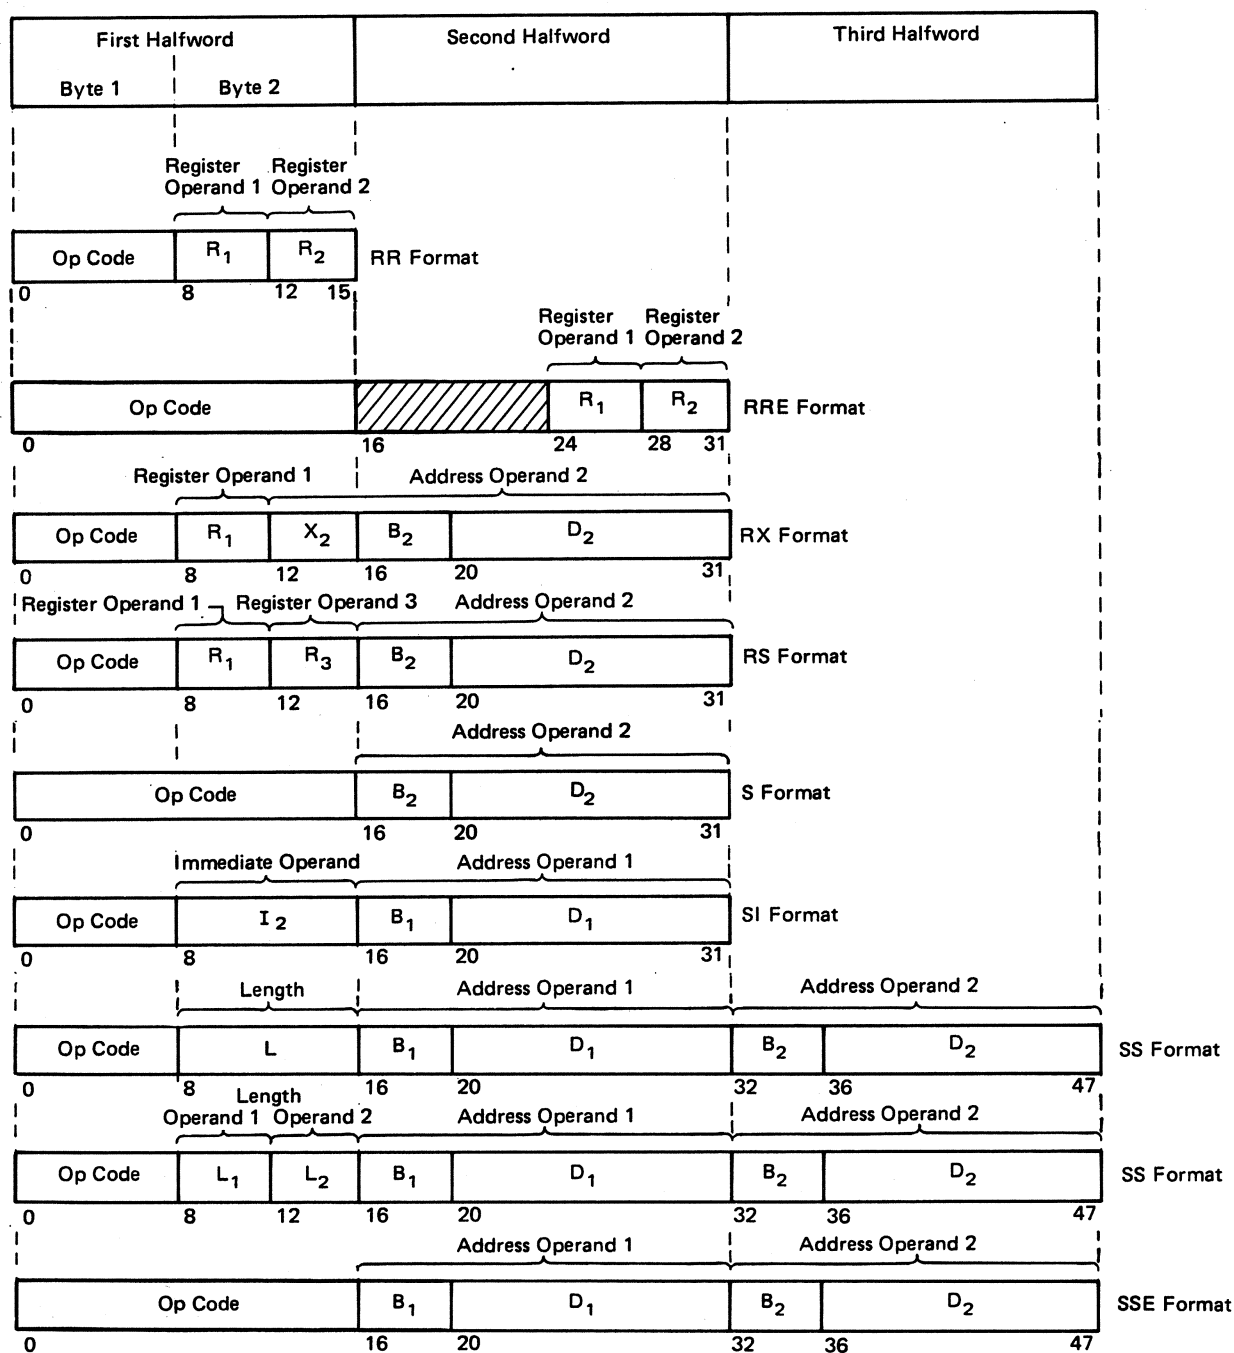 First Halfword Second Halfword Third Halfword
Byte 1 Byte 2
Register Register
Operand 1 Operand 2
Op Code R1 R2 RR Format
0 8 12 15
Register Register
Operand 1 Operand 2
Op Code R1 R2 RRE Format
0 16 24 28 31
Register Operand 1 Address Operand 2
Op Code R1 X2 B2 D2 RX Format
0 8 12 16 20 31
Register Operand 1 Register Operand 3 Address Operand 2
Op Code R1 R3 B2 D2 RS Format
0 8 12 16 20 31
Address Operand 2
Op Code B2 D2 S Format
0 16 20 31
Immediate Operand Address Operand 1
Op Code I2 B1 D1 SI Format
0 8 16 20 31
Length Address Operand 1 Address Operand 2
Op Code L B1 D1 B2 D2 SS Format
0 8 16 20 32 36 47
Length
Operand 1 Operand 2 Address Operand 1 Address Operand 2
Op Code L1 L2 B1 D1 B2 D2 SS Format
0 8 12 16 20 32 36 47
Address Operand 1 Address Operand 2
Op Code B1 D1 B2 D2 SSE Format
0 16 20 32 36 47